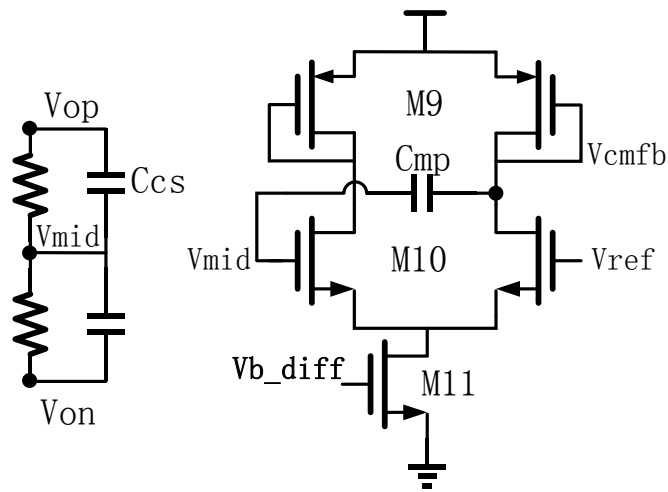 Vop
Ccs
Vmid
Von
M9
Cmp
Vcmfb
Vmid
M10
Vref
Vb_diff
M11